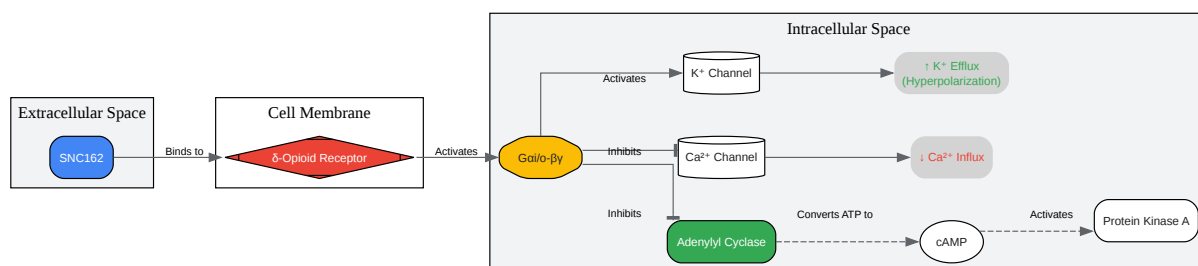 Intracellular Space
Extracellular Space
Cell Membrane
SNC162
Binds to
δ-Opioid Receptor
Activates
Gαi/o-βγ
Activates
K⁺ Channel
↑ K⁺ Efflux
(Hyperpolarization)
Inhibits
Ca²⁺ Channel
↓ Ca²⁺ Influx
Inhibits
Adenylyl Cyclase
Converts ATP to
cAMP
Activates
Protein Kinase A